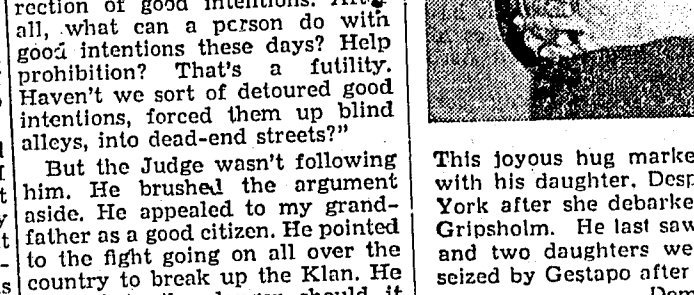 rection of good intentions. After
all, what can a person do with
good intentions these days? Help
prohibition? That's a futility.
Haven't we sort of detoured good
intentions, forced them up blind
alleys, into dead-end streets?"
But the Judge wasn't following
him. He brushed the argument
aside. He appealed to my grand-
father as a good citizen. He pointed
to the fight going on all over the
country to break up the Klan. He
should it
This joyous hug marke
with his daughter. Desp
York after she debarke
Gripsholm. He last saw
and two daughters we
seized by Gestapo after